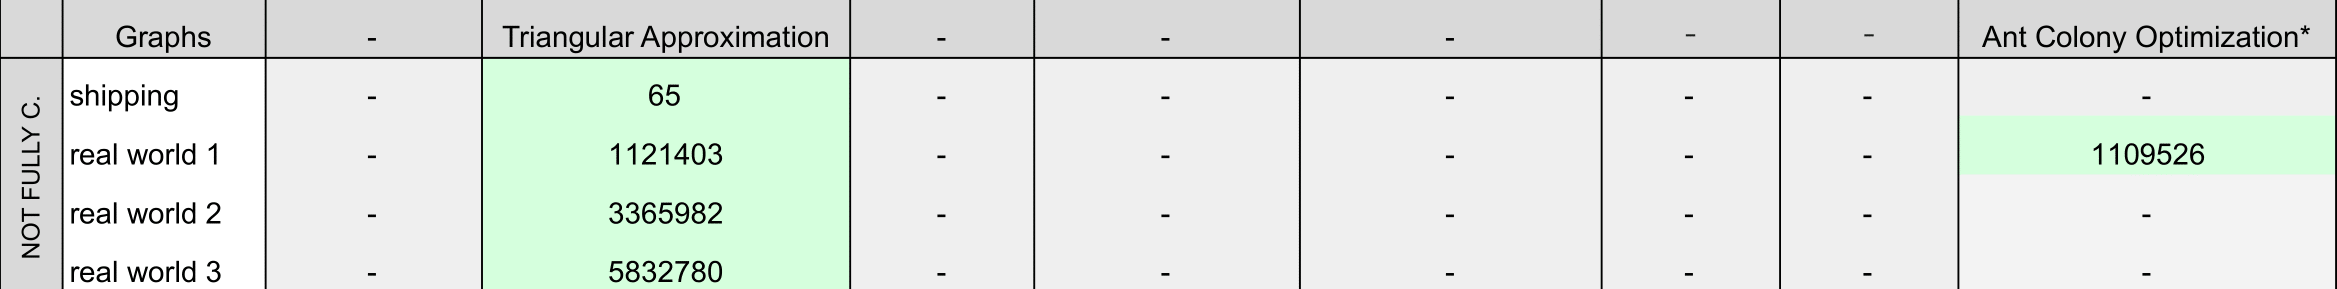 Graphs - Triangular Approximation - - - - - Ant Colony Optimization*
NOT FULLY C.
shipping - 65 - - - - - -
real world 1 - 1121403 - - - - - 1109526
real world 2 - 3365982 - - - - - -
real world 3 - 5832780 - - - - - -